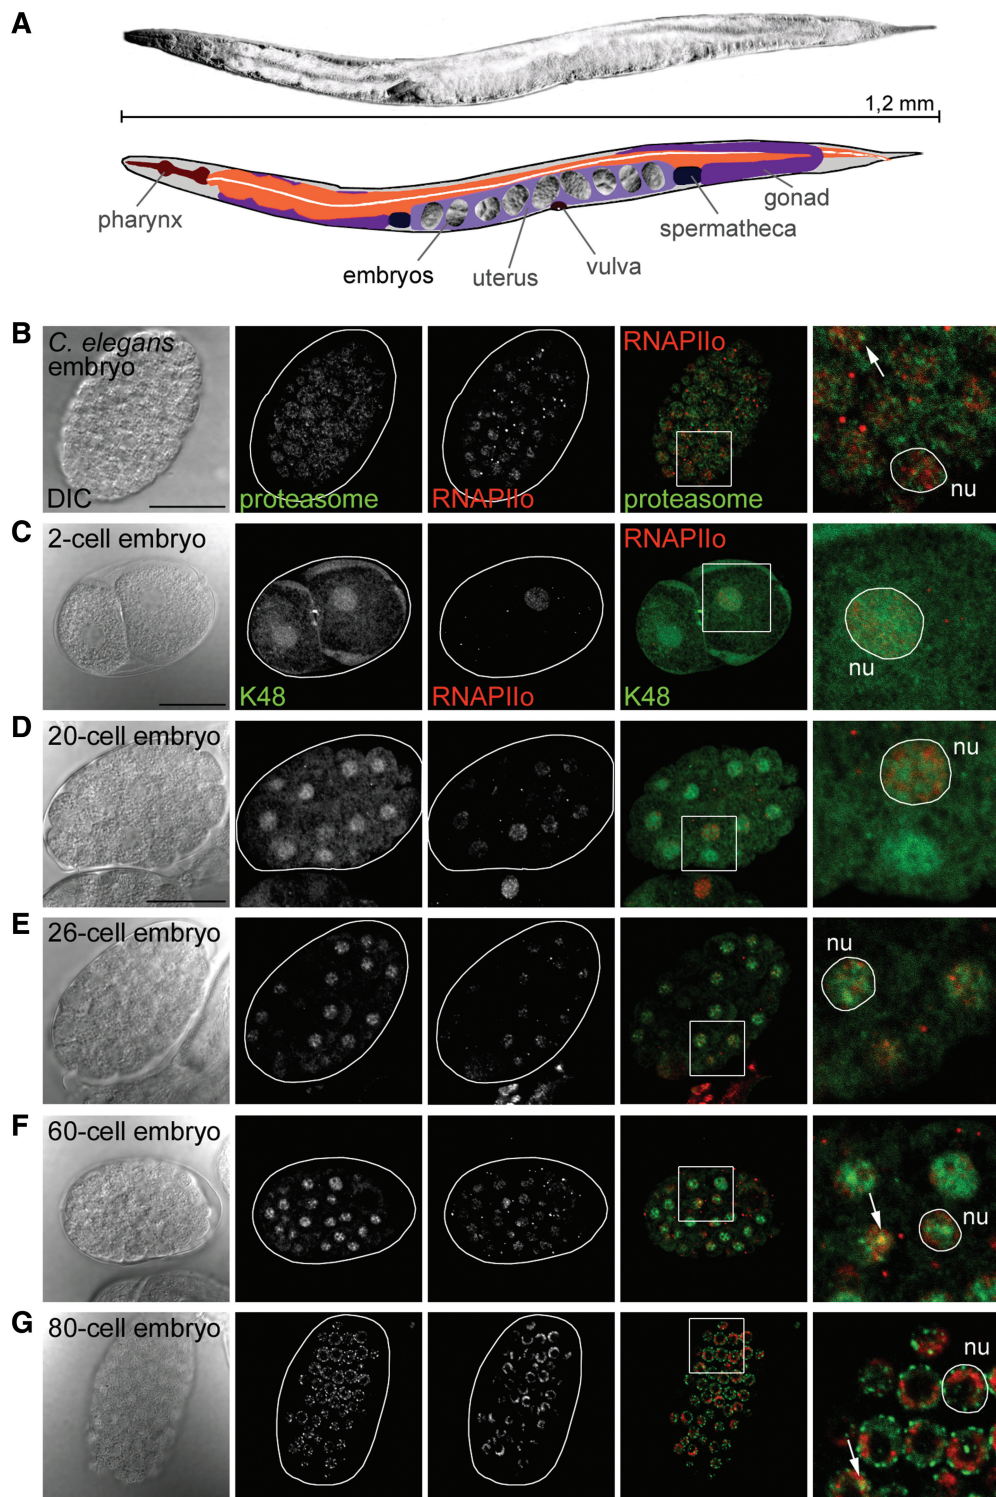 A
1,2 mm
pharynx
gonad
spermatheca
embryos
uterus
vulva
B
C. elegans
embryo
DIC
proteasome
RNAPIIo
RNAPIIo
proteasome
nu
C
2-cell embryo
K48
RNAPIIo
RNAPIIo
K48
nu
D
20-cell embryo
nu
E
26-cell embryo
nu
F
60-cell embryo
nu
G
80-cell embryo
nu